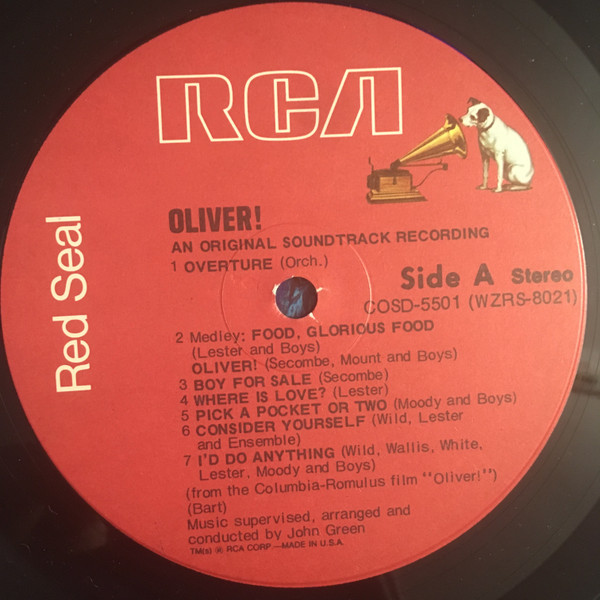 RCA
Red Seal
OLIVER!
AN ORIGINAL SOUNDTRACK RECORDING
1 OVERTURE (Orch.)
Side A Stereo
COSD-5501 (WZRS-8021)
2 Medley: FOOD, GLORIOUS FOOD
(Lester and Boys)
OLIVER! (Secombe, Mount and Boys)
3 BOY FOR SALE (Secombe)
4 WHERE IS LOVE? (Lester)
5 PICK A POCKET OR TWO (Moody and Boys)
6 CONSIDER YOURSELF (Wild, Lester
and Ensemble)
7 I'D DO ANYTHING (Wild, Wallis, White,
Lester, Moody and Boys)
(from the Columbia-Romulus film "Oliver!")
(Bart)
Music supervised, arranged and
conducted by John Green
TM(s) ® RCA CORP.—MADE IN U.S.A.